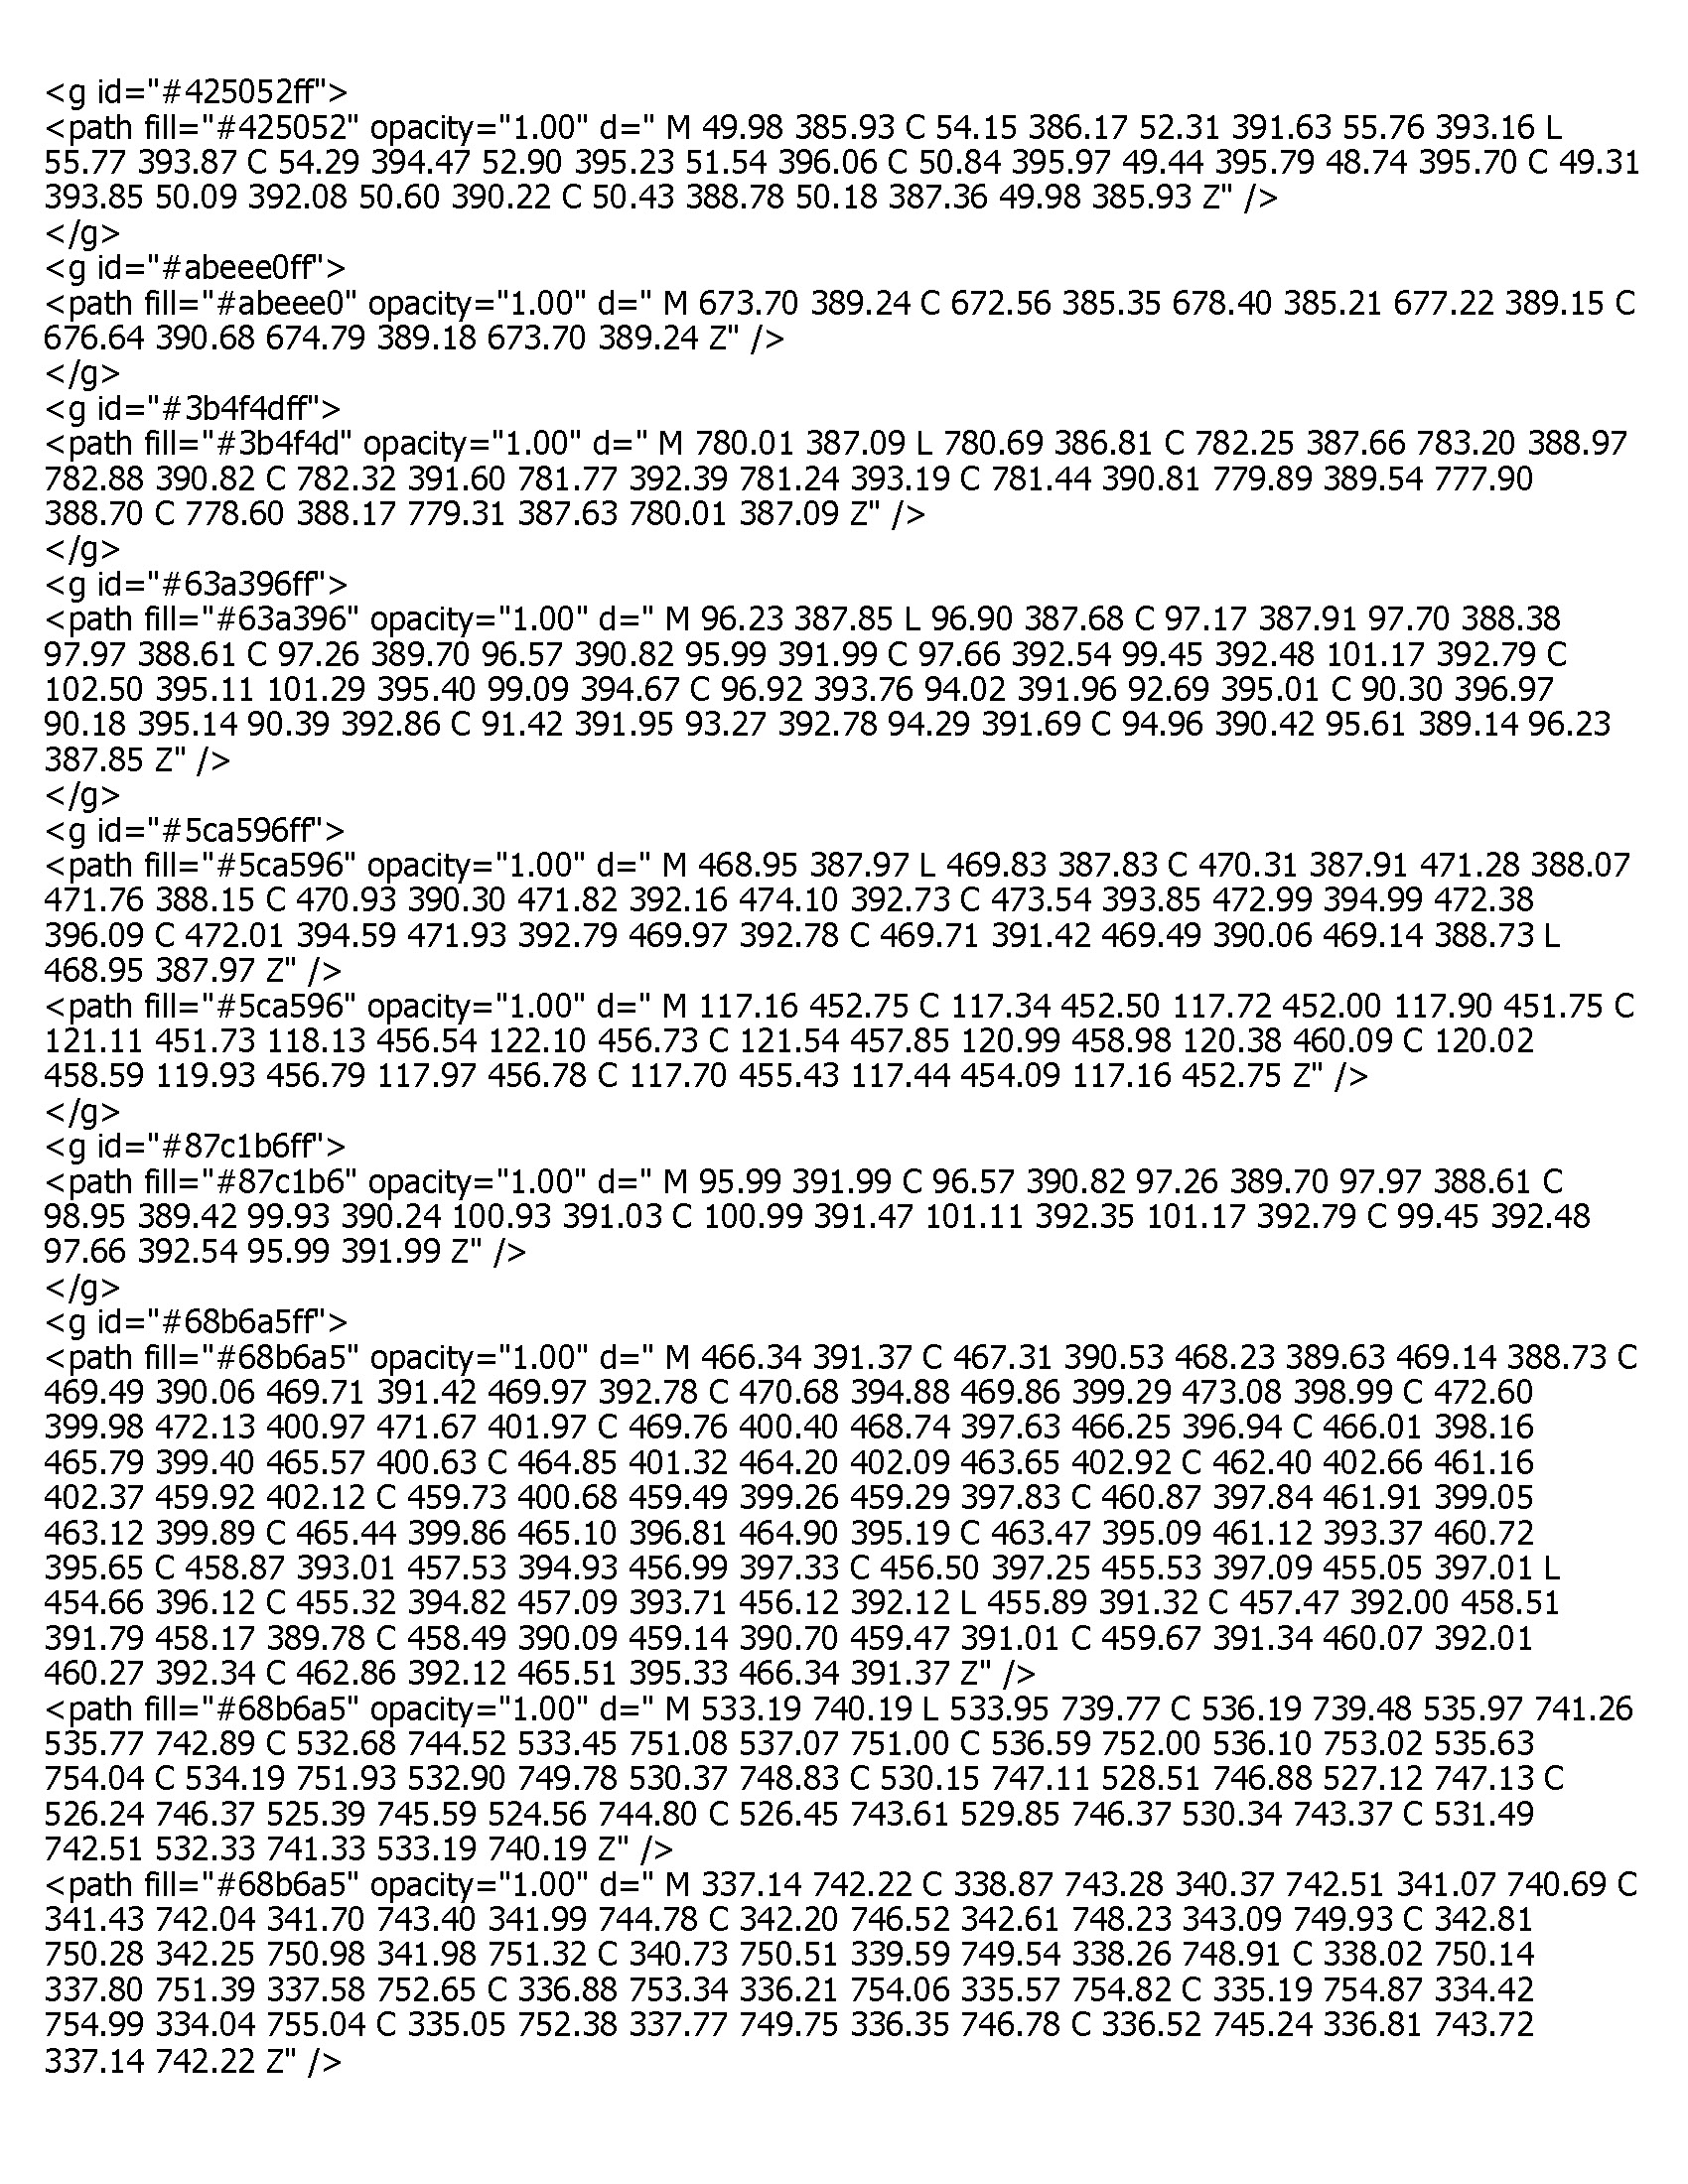 <g id="#425052ff">
<path fill="#425052" opacity="1.00" d=" M 49.98 385.93 C 54.15 386.17 52.31 391.63 55.76 393.16 L
55.77 393.87 C 54.29 394.47 52.90 395.23 51.54 396.06 C 50.84 395.97 49.44 395.79 48.74 395.70 C 49.31
393.85 50.09 392.08 50.60 390.22 C 50.43 388.78 50.18 387.36 49.98 385.93 Z" />
</g>
<g id="#abeee0ff">
<path fill="#abeee0" opacity="1.00" d=" M 673.70 389.24 C 672.56 385.35 678.40 385.21 677.22 389.15 C
676.64 390.68 674.79 389.18 673.70 389.24 Z" />
</g>
<g id="#3b4f4dff">
<path fill="#3b4f4d" opacity="1.00" d=" M 780.01 387.09 L 780.69 386.81 C 782.25 387.66 783.20 388.97
782.88 390.82 C 782.32 391.60 781.77 392.39 781.24 393.19 C 781.44 390.81 779.89 389.54 777.90
388.70 C 778.60 388.17 779.31 387.63 780.01 387.09 Z" />
</g>
<g id="#63a396ff">
<path fill="#63a396" opacity="1.00" d=" M 96.23 387.85 L 96.90 387.68 C 97.17 387.91 97.70 388.38
97.97 388.61 C 97.26 389.70 96.57 390.82 95.99 391.99 C 97.66 392.54 99.45 392.48 101.17 392.79 C
102.50 395.11 101.29 395.40 99.09 394.67 C 96.92 393.76 94.02 391.96 92.69 395.01 C 90.30 396.97
90.18 395.14 90.39 392.86 C 91.42 391.95 93.27 392.78 94.29 391.69 C 94.96 390.42 95.61 389.14 96.23
387.85 Z" />
</g>
<g id="#5ca596ff">
<path fill="#5ca596" opacity="1.00" d=" M 468.95 387.97 L 469.83 387.83 C 470.31 387.91 471.28 388.07
471.76 388.15 C 470.93 390.30 471.82 392.16 474.10 392.73 C 473.54 393.85 472.99 394.99 472.38
396.09 C 472.01 394.59 471.93 392.79 469.97 392.78 C 469.71 391.42 469.49 390.06 469.14 388.73 L
468.95 387.97 Z" />
<path fill="#5ca596" opacity="1.00" d=" M 117.16 452.75 C 117.34 452.50 117.72 452.00 117.90 451.75 C
121.11 451.73 118.13 456.54 122.10 456.73 C 121.54 457.85 120.99 458.98 120.38 460.09 C 120.02
458.59 119.93 456.79 117.97 456.78 C 117.70 455.43 117.44 454.09 117.16 452.75 Z" />
</g>
<g id="#87c1b6ff">
<path fill="#87c1b6" opacity="1.00" d=" M 95.99 391.99 C 96.57 390.82 97.26 389.70 97.97 388.61 C
98.95 389.42 99.93 390.24 100.93 391.03 C 100.99 391.47 101.11 392.35 101.17 392.79 C 99.45 392.48
97.66 392.54 95.99 391.99 Z" />
</g>
<g id="#68b6a5ff">
<path fill="#68b6a5" opacity="1.00" d=" M 466.34 391.37 C 467.31 390.53 468.23 389.63 469.14 388.73 C
469.49 390.06 469.71 391.42 469.97 392.78 C 470.68 394.88 469.86 399.29 473.08 398.99 C 472.60
399.98 472.13 400.97 471.67 401.97 C 469.76 400.40 468.74 397.63 466.25 396.94 C 466.01 398.16
465.79 399.40 465.57 400.63 C 464.85 401.32 464.20 402.09 463.65 402.92 C 462.40 402.66 461.16
402.37 459.92 402.12 C 459.73 400.68 459.49 399.26 459.29 397.83 C 460.87 397.84 461.91 399.05
463.12 399.89 C 465.44 399.86 465.10 396.81 464.90 395.19 C 463.47 395.09 461.12 393.37 460.72
395.65 C 458.87 393.01 457.53 394.93 456.99 397.33 C 456.50 397.25 455.53 397.09 455.05 397.01 L
454.66 396.12 C 455.32 394.82 457.09 393.71 456.12 392.12 L 455.89 391.32 C 457.47 392.00 458.51
391.79 458.17 389.78 C 458.49 390.09 459.14 390.70 459.47 391.01 C 459.67 391.34 460.07 392.01
460.27 392.34 C 462.86 392.12 465.51 395.33 466.34 391.37 Z" />
<path fill="#68b6a5" opacity="1.00" d=" M 533.19 740.19 L 533.95 739.77 C 536.19 739.48 535.97 741.26
535.77 742.89 C 532.68 744.52 533.45 751.08 537.07 751.00 C 536.59 752.00 536.10 753.02 535.63
754.04 C 534.19 751.93 532.90 749.78 530.37 748.83 C 530.15 747.11 528.51 746.88 527.12 747.13 C
526.24 746.37 525.39 745.59 524.56 744.80 C 526.45 743.61 529.85 746.37 530.34 743.37 C 531.49
742.51 532.33 741.33 533.19 740.19 Z" />
<path fill="#68b6a5" opacity="1.00" d=" M 337.14 742.22 C 338.87 743.28 340.37 742.51 341.07 740.69 C
341.43 742.04 341.70 743.40 341.99 744.78 C 342.20 746.52 342.61 748.23 343.09 749.93 C 342.81
750.28 342.25 750.98 341.98 751.32 C 340.73 750.51 339.59 749.54 338.26 748.91 C 338.02 750.14
337.80 751.39 337.58 752.65 C 336.88 753.34 336.21 754.06 335.57 754.82 C 335.19 754.87 334.42
754.99 334.04 755.04 C 335.05 752.38 337.77 749.75 336.35 746.78 C 336.52 745.24 336.81 743.72
337.14 742.22 Z" />